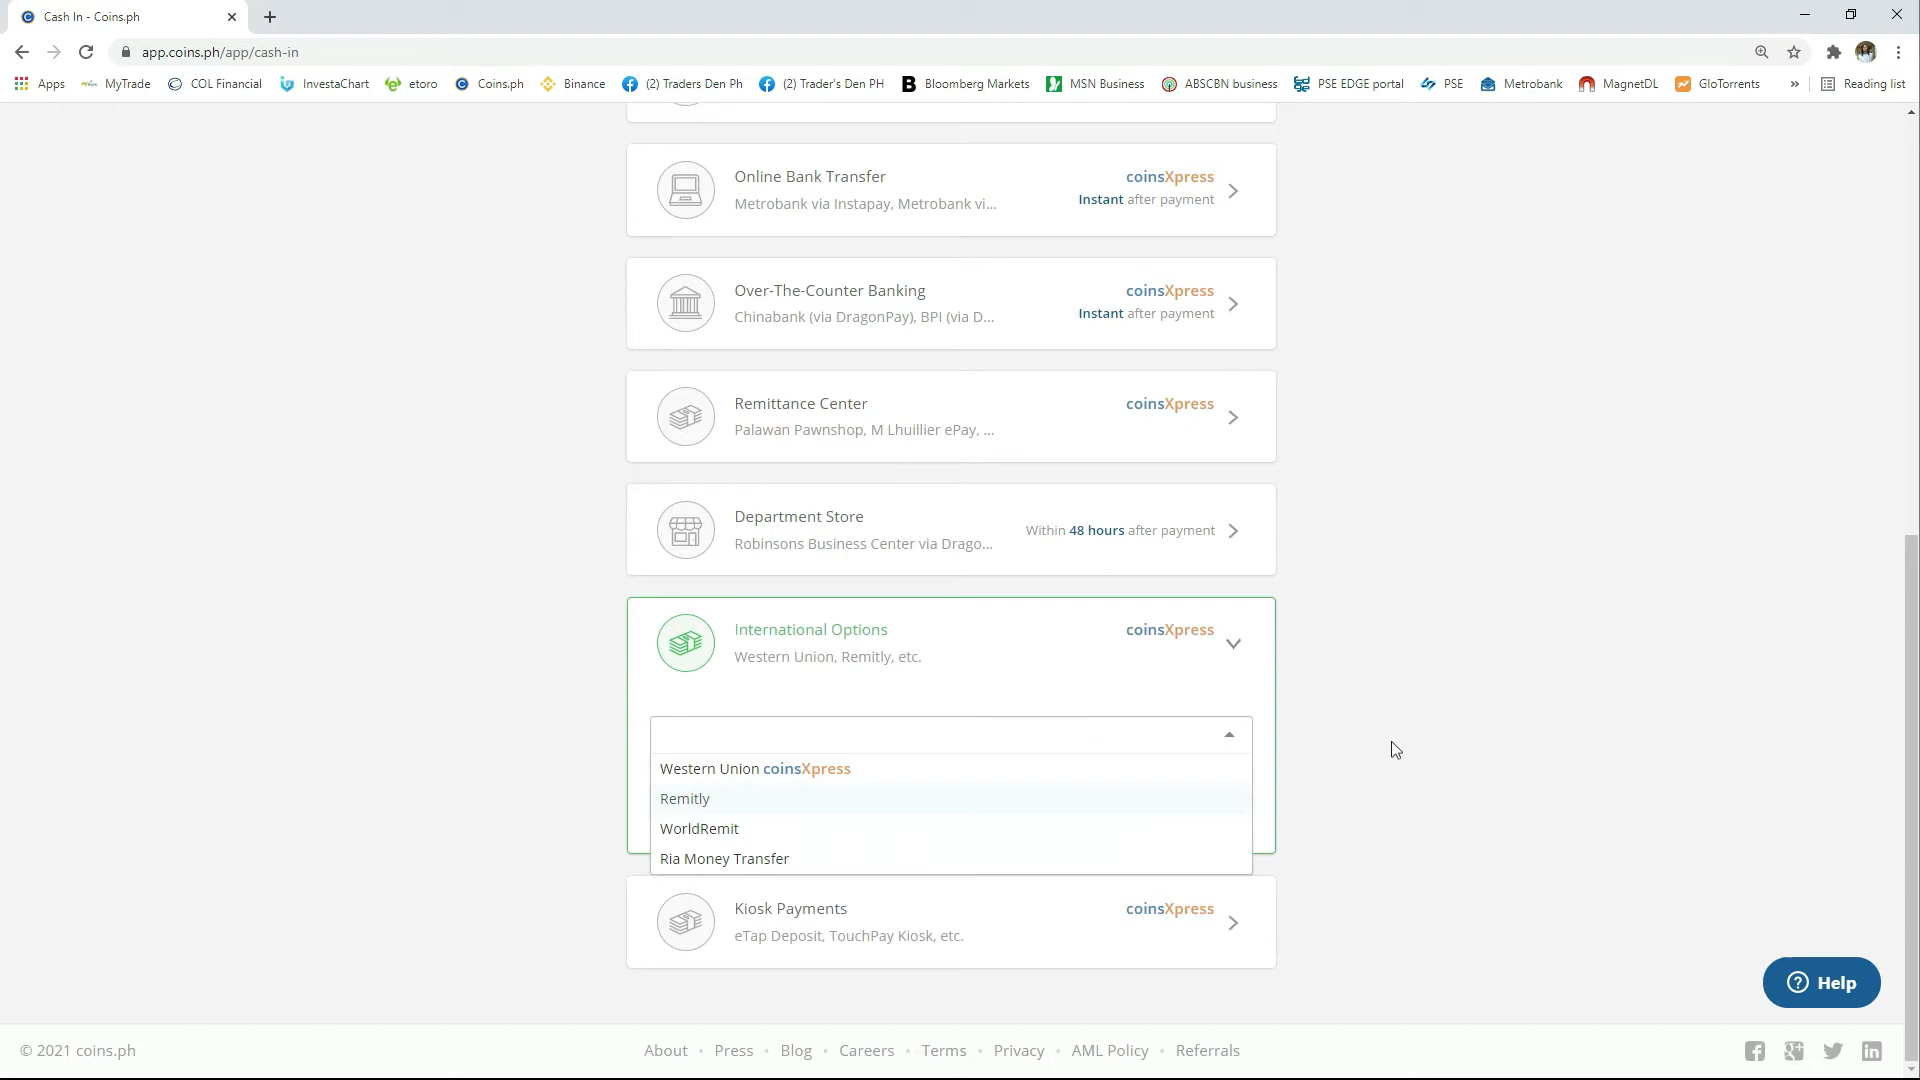 Cash In - Coins.ph
app.coins.ph/app/cash-in
Apps MyTrade COL Financial InvestaChart etoro Coins.ph Binance (2) Traders Den Ph (2) Trader's Den PH Bloomberg Markets MSN Business ABSCBN business PSE EDGE portal PSE Metrobank MagnetDL GloTorrents » Reading list
Online Bank Transfer coinsXpress
Metrobank via Instapay, Metrobank vi... Instant after payment
Over-The-Counter Banking coinsXpress
Chinabank (via DragonPay), BPI (via D... Instant after payment
Remittance Center coinsXpress
Palawan Pawnshop, M Lhuillier ePay, ...
Department Store
Within 48 hours after payment
Robinsons Business Center via Drago...
International Options coinsXpress
Western Union, Remitly, etc.
Western Union coinsXpress
Remitly
WorldRemit
Ria Money Transfer
Kiosk Payments coinsXpress
eTap Deposit, TouchPay Kiosk, etc.
Help
© 2021 coins.ph About • Press • Blog • Careers • Terms • Privacy • AML Policy • Referrals